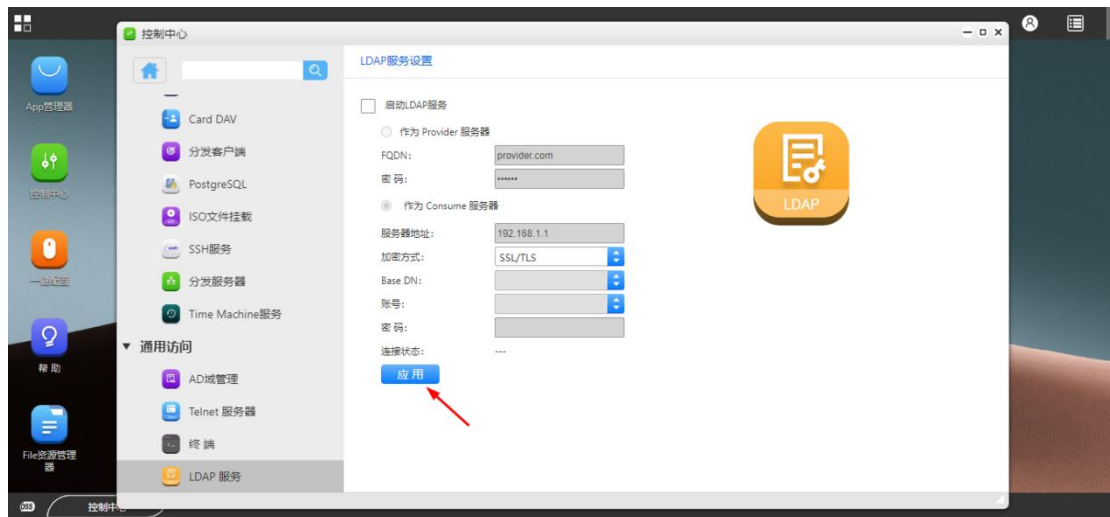 控制中心
App管理器
控制中心
一键配置
帮 助
File资源管理
器
Card DAV
分发客户端
PostgreSQL
ISO文件挂载
SSH服务
分发服务器
Time Machine服务
通用访问
AD域管理
Telnet 服务器
终 端
LDAP 服务
LDAP服务设置
启动LDAP服务
作为 Provider 服务器
FQDN: provider.com
密 码: ••••••
作为 Consume 服务器
服务器地址: 192.168.1.1
加密方式: SSL/TLS
Base DN:
账号:
密 码:
连接状态: ---
应 用
LDAP
控制中心